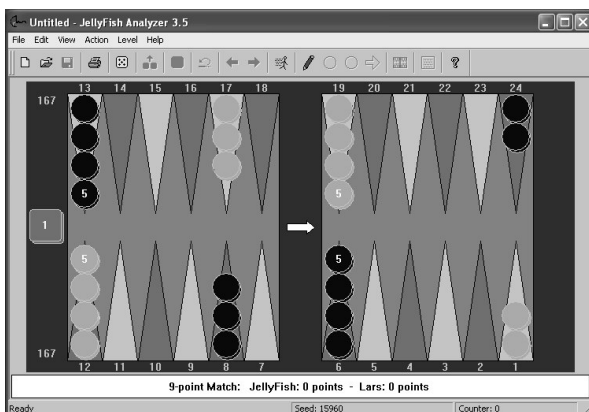 Untitled - JellyFish Analyzer 3.5
File Edit View Action Level Help
13 14 15 16 17 18 19 20 21 22 23 24
167
5 5
1
5 5
167
12 11 10 9 8 7 6 5 4 3 2 1
9-point Match: JellyFish: 0 points - Lars: 0 points
Ready Seed: 15960 Counter: 0